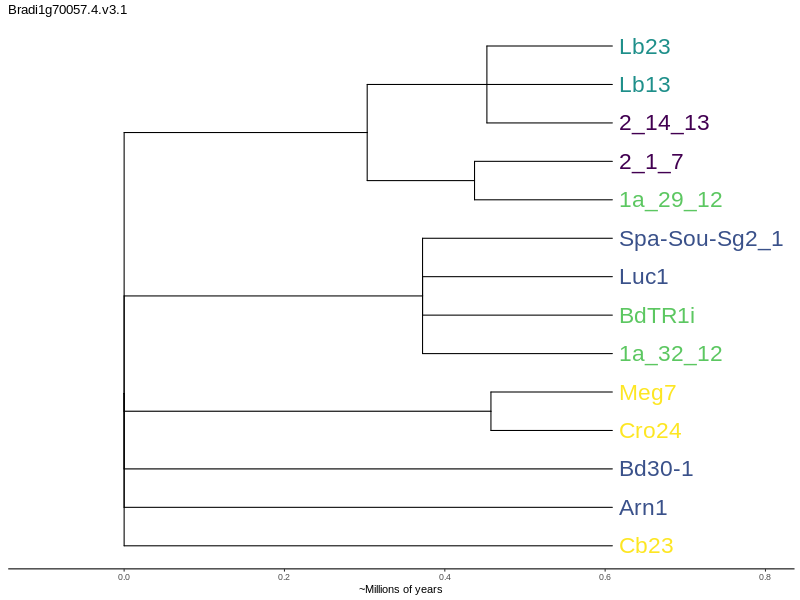 Bradi1g70057.4.v3.1
Lb23
Lb13
2_14_13
2_1_7
1a_29_12
Spa-Sou-Sg2_1
Luc1
BdTR1i
1a_32_12
Meg7
Cro24
Bd30-1
Arn1
Cb23
0.0 0.2 0.4 0.6 0.8
~Millions of years